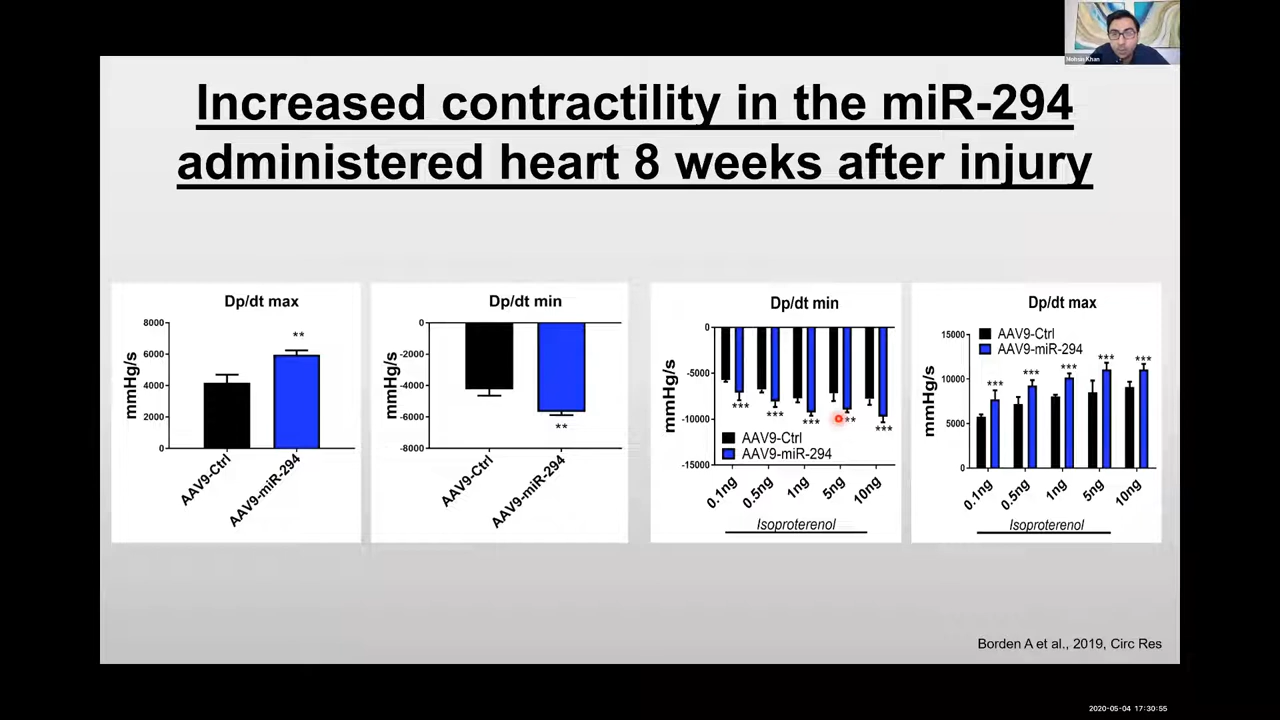 Mohsin Khan
Increased contractility in the miR-294
administered heart 8 weeks after injury
Dp/dt max
mmHg/s
8000
6000
4000
2000
0
**
AAV9-Ctrl
AAV9-miR-294
Dp/dt min
mmHg/s
0
-2000
-4000
-6000
-8000
**
AAV9-Ctrl
AAV9-miR-294
Dp/dt min
mmHg/s
0
-5000
-10000
-15000
***
***
***
**
***
AAV9-Ctrl
AAV9-miR-294
0.1ng
0.5ng
1ng
5ng
10ng
Isoproterenol
Dp/dt max
mmHg/s
15000
10000
5000
0
AAV9-Ctrl
AAV9-miR-294
***
***
***
***
***
0.1ng
0.5ng
1ng
5ng
10ng
Isoproterenol
Borden A et al., 2019, Circ Res
2020-05-04 17:30:55